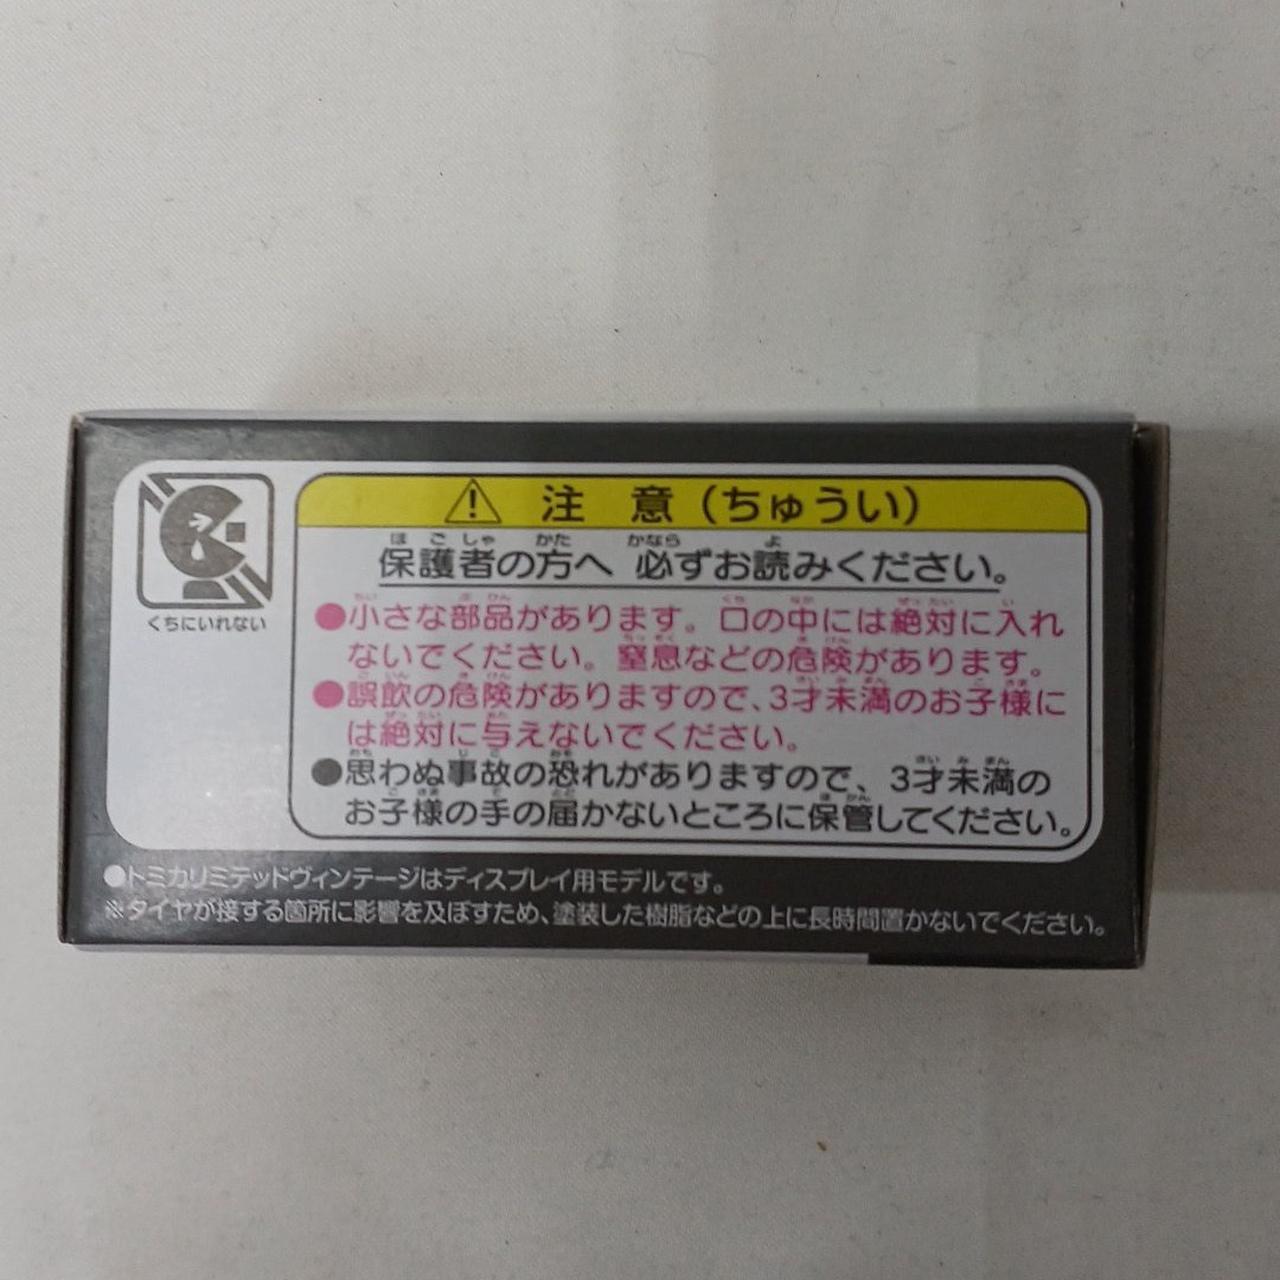 くちにいれない
注 意（ちゅうい）
保護者の方へ 必ずお読みください。
●小さな部品があります。口の中には絶対に入れ
ないでください。窒息などの危険があります。
●誤飲の危険がありますので、3才未満のお子様に
は絶対に与えないでください。
●思わぬ事故の恐れがありますので、3才未満の
お子様の手の届かないところに保管してください。
●トミカリミテッドヴィンテージはディスプレイ用モデルです。
※タイヤが接する箇所に影響を及ぼすため、塗装した樹脂などの上に長時間置かないでください。